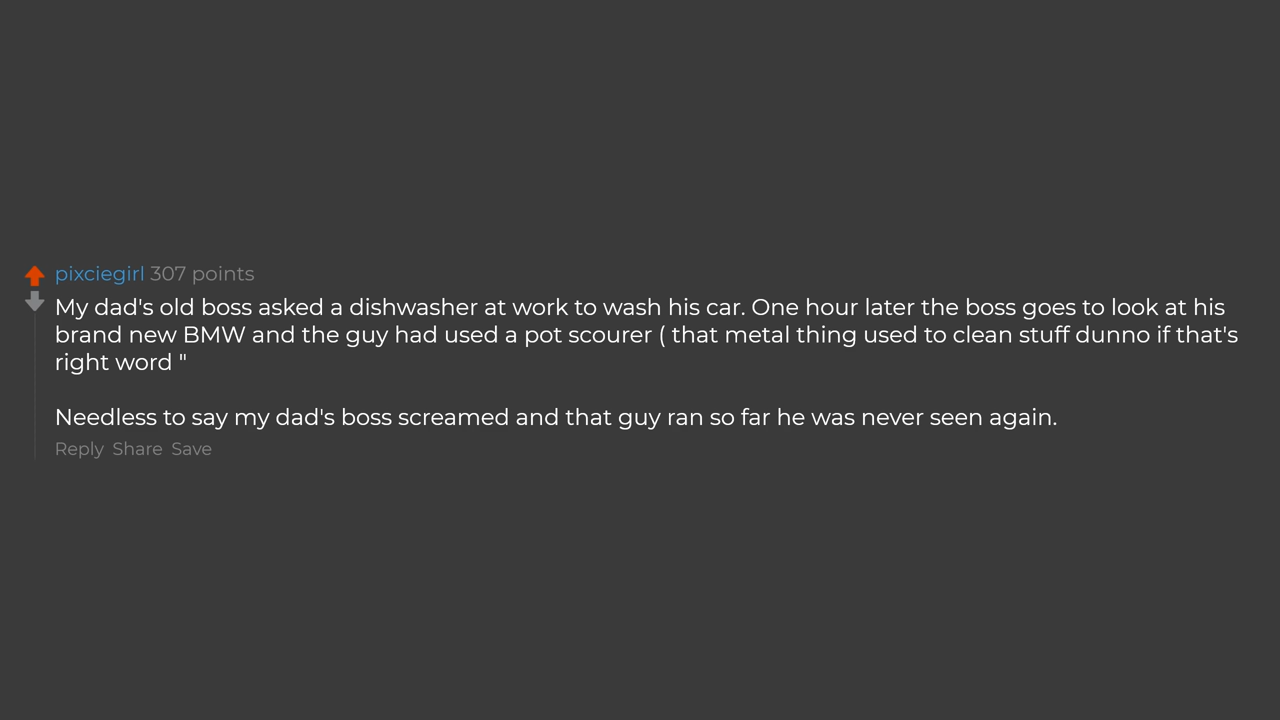 pixciegirl 307 points
My dad's old boss asked a dishwasher at work to wash his car. One hour later the boss goes to look at his
brand new BMW and the guy had used a pot scourer ( that metal thing used to clean stuff dunno if that's
right word "
Needless to say my dad's boss screamed and that guy ran so far he was never seen again.
Reply Share Save